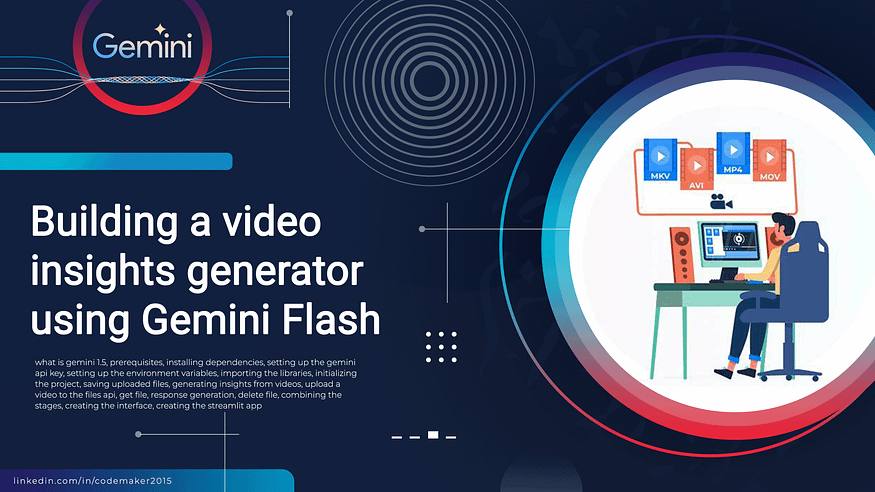 Gemini
Building a video
insights generator
using Gemini Flash
what is gemini 1.5, prerequisites, installing dependencies, setting up the gemini
api key, setting up the environment variables, importing the libraries, initializing
the project, saving uploaded files, generating insights from videos, upload a
video to the files api, get file, response generation, delete file, combining the
stages, creating the interface, creating the streamlit app
linkedin.com/in/codemaker2015
MKV
AVI
MP4
MOV